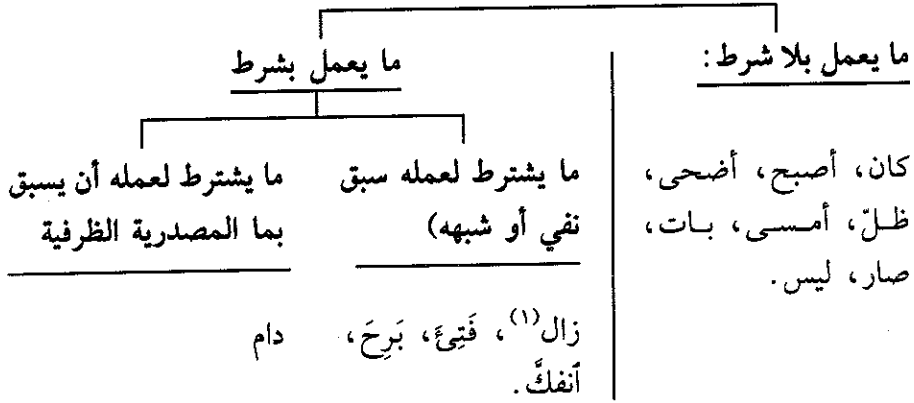 ما يعمل بلا شرط:
كان، أصبح، أضحى،
ظلّ، أمسى، بات،
صار، ليس.
ما يعمل بشرط
ما يشترط لعمله سبق
نفي أو شبهه)
زال(١)، فَتِئَ، بَرِحَ،
ٱنفكَّ.
ما يشترط لعمله أن يسبق
بما المصدرية الظرفية
دام